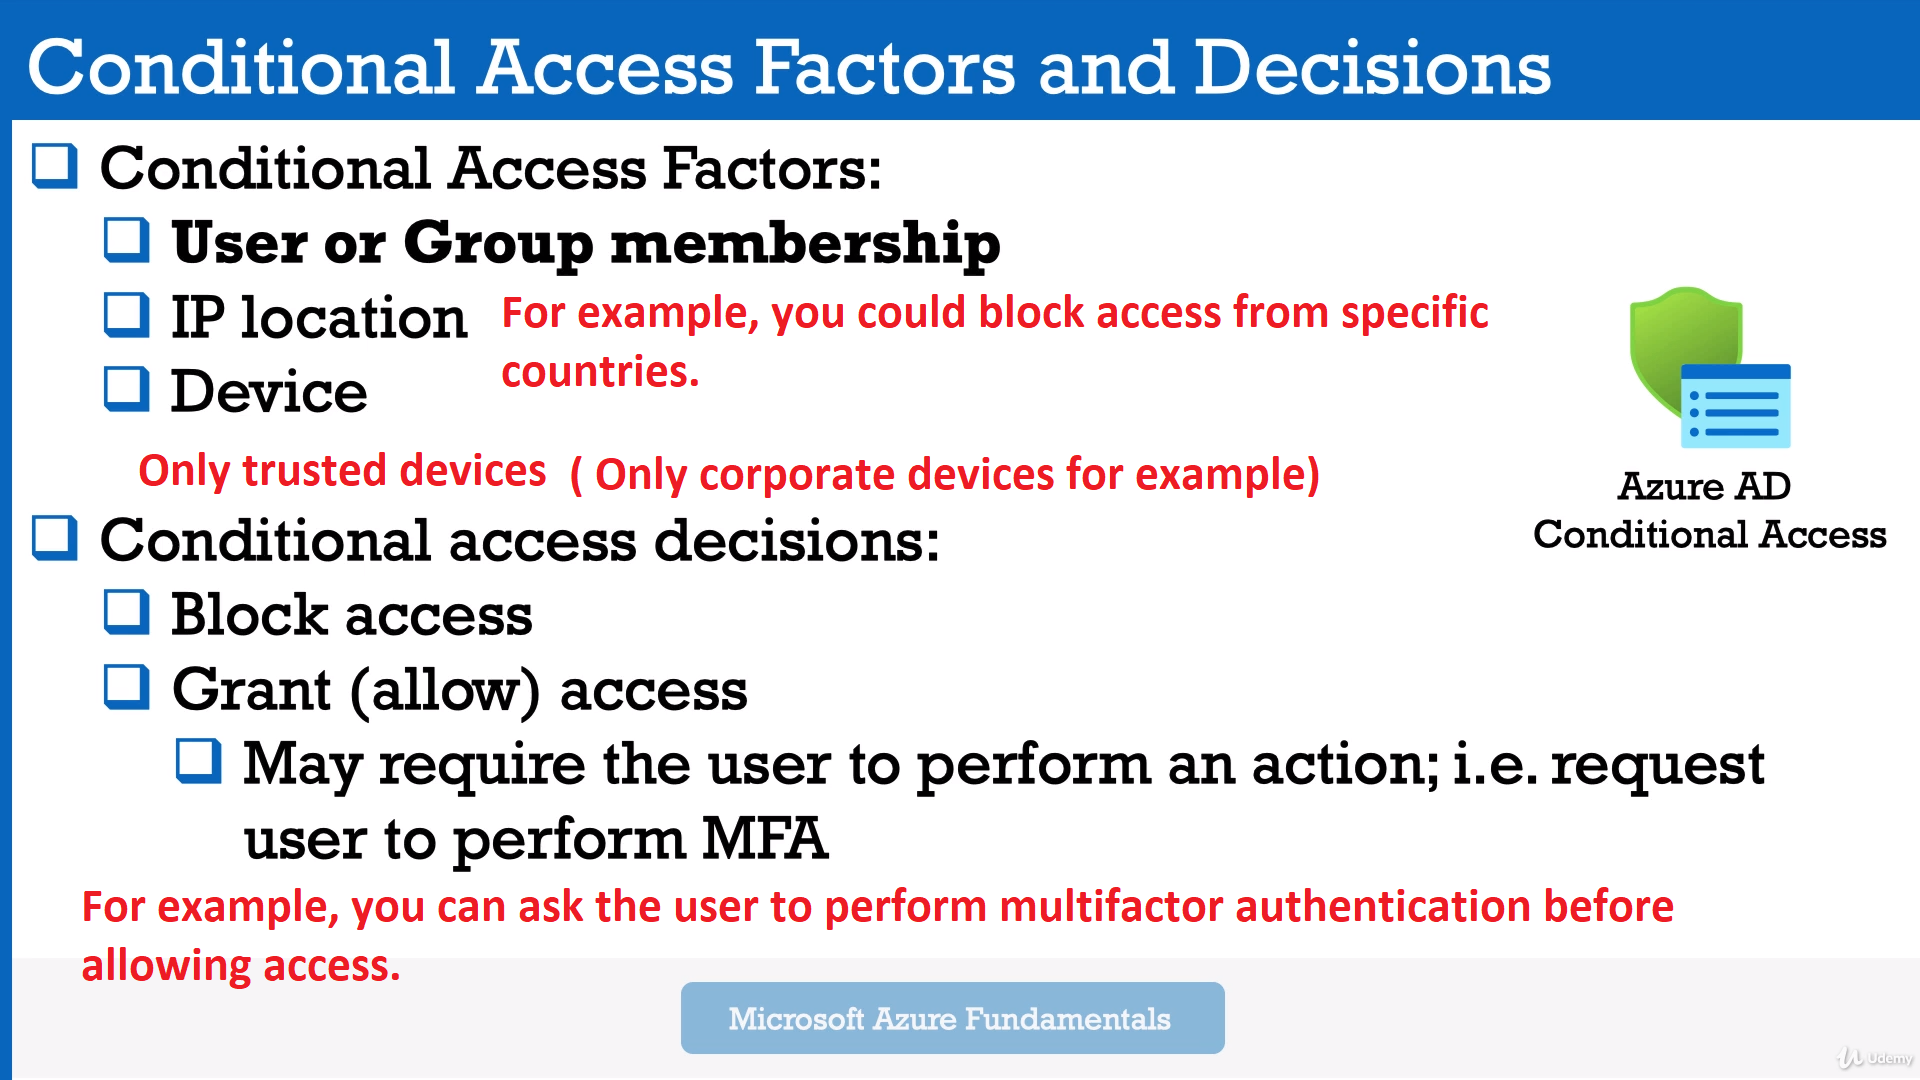 Conditional Access Factors and Decisions
Conditional Access Factors:
User or Group membership
IP location
For example, you could block access from specific
countries.
Device
Only trusted devices ( Only corporate devices for example)
Azure AD
Conditional Access
Conditional access decisions:
Block access
Grant (allow) access
May require the user to perform an action; i.e. request
user to perform MFA
For example, you can ask the user to perform multifactor authentication before
allowing access.
Microsoft Azure Fundamentals
Udemy